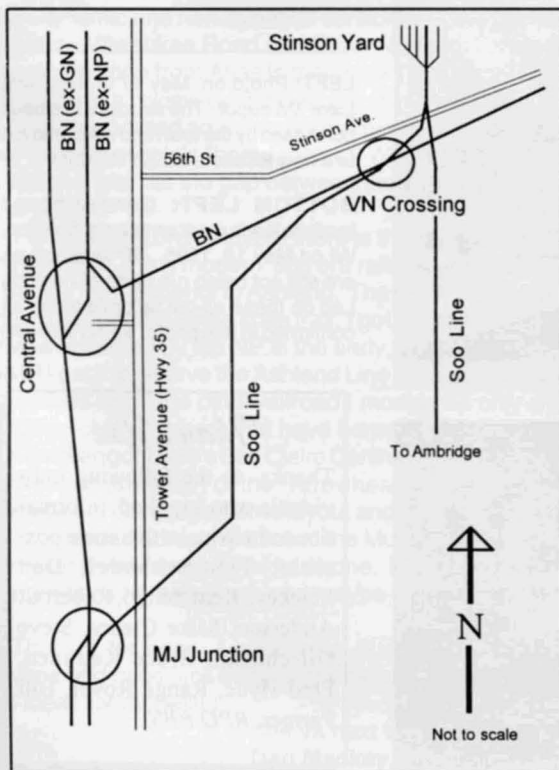 Stinson Yard
BN (ex-GN)
BN (ex-NP)
Stinson Ave.
56th St
VN Crossing
BN
Central Avenue
Tower Avenue (Hwy 35)
Soo Line
Soo Line
To Ambridge
MJ Junction
N
Not to scale